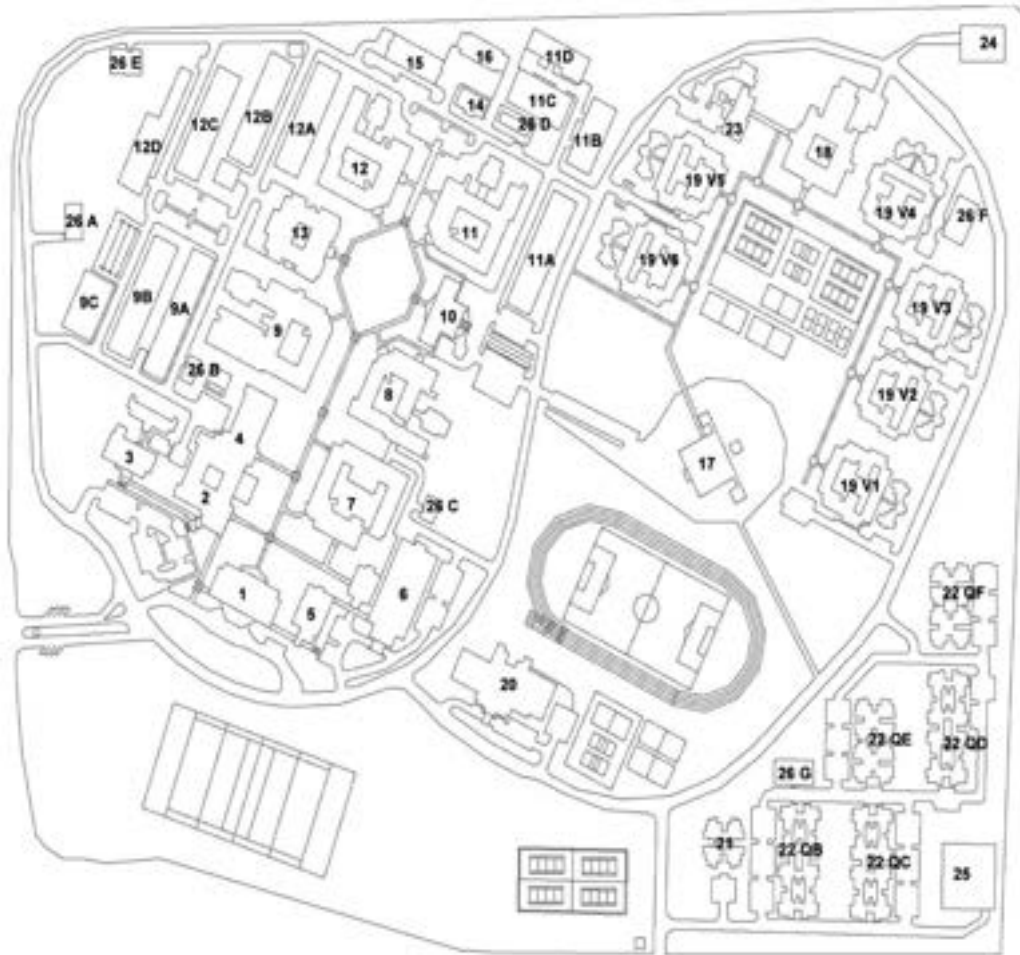 24
26 E
15
16
11D
14
11C
26 D
11B
23
18
12D
12C
12B
12A
12
19 V5
19 V4
26 F
26 A
13
11
19 V6
11A
9C
9B
9A
9
10
19 V3
26 B
8
19 V2
4
3
2
7
26 C
17
19 V1
1
5
6
22 QF
20
22 QE
22 QD
26 G
21
22 QB
22 QC
25